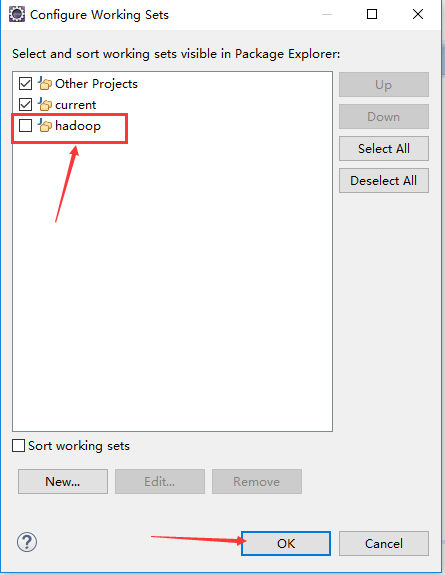 Configure Working Sets
Select and sort working sets visible in Package Explorer:
Other Projects
current
hadoop
Up
Down
Select All
Deselect All
Sort working sets
New...
Edit...
Remove
?
OK
Cancel